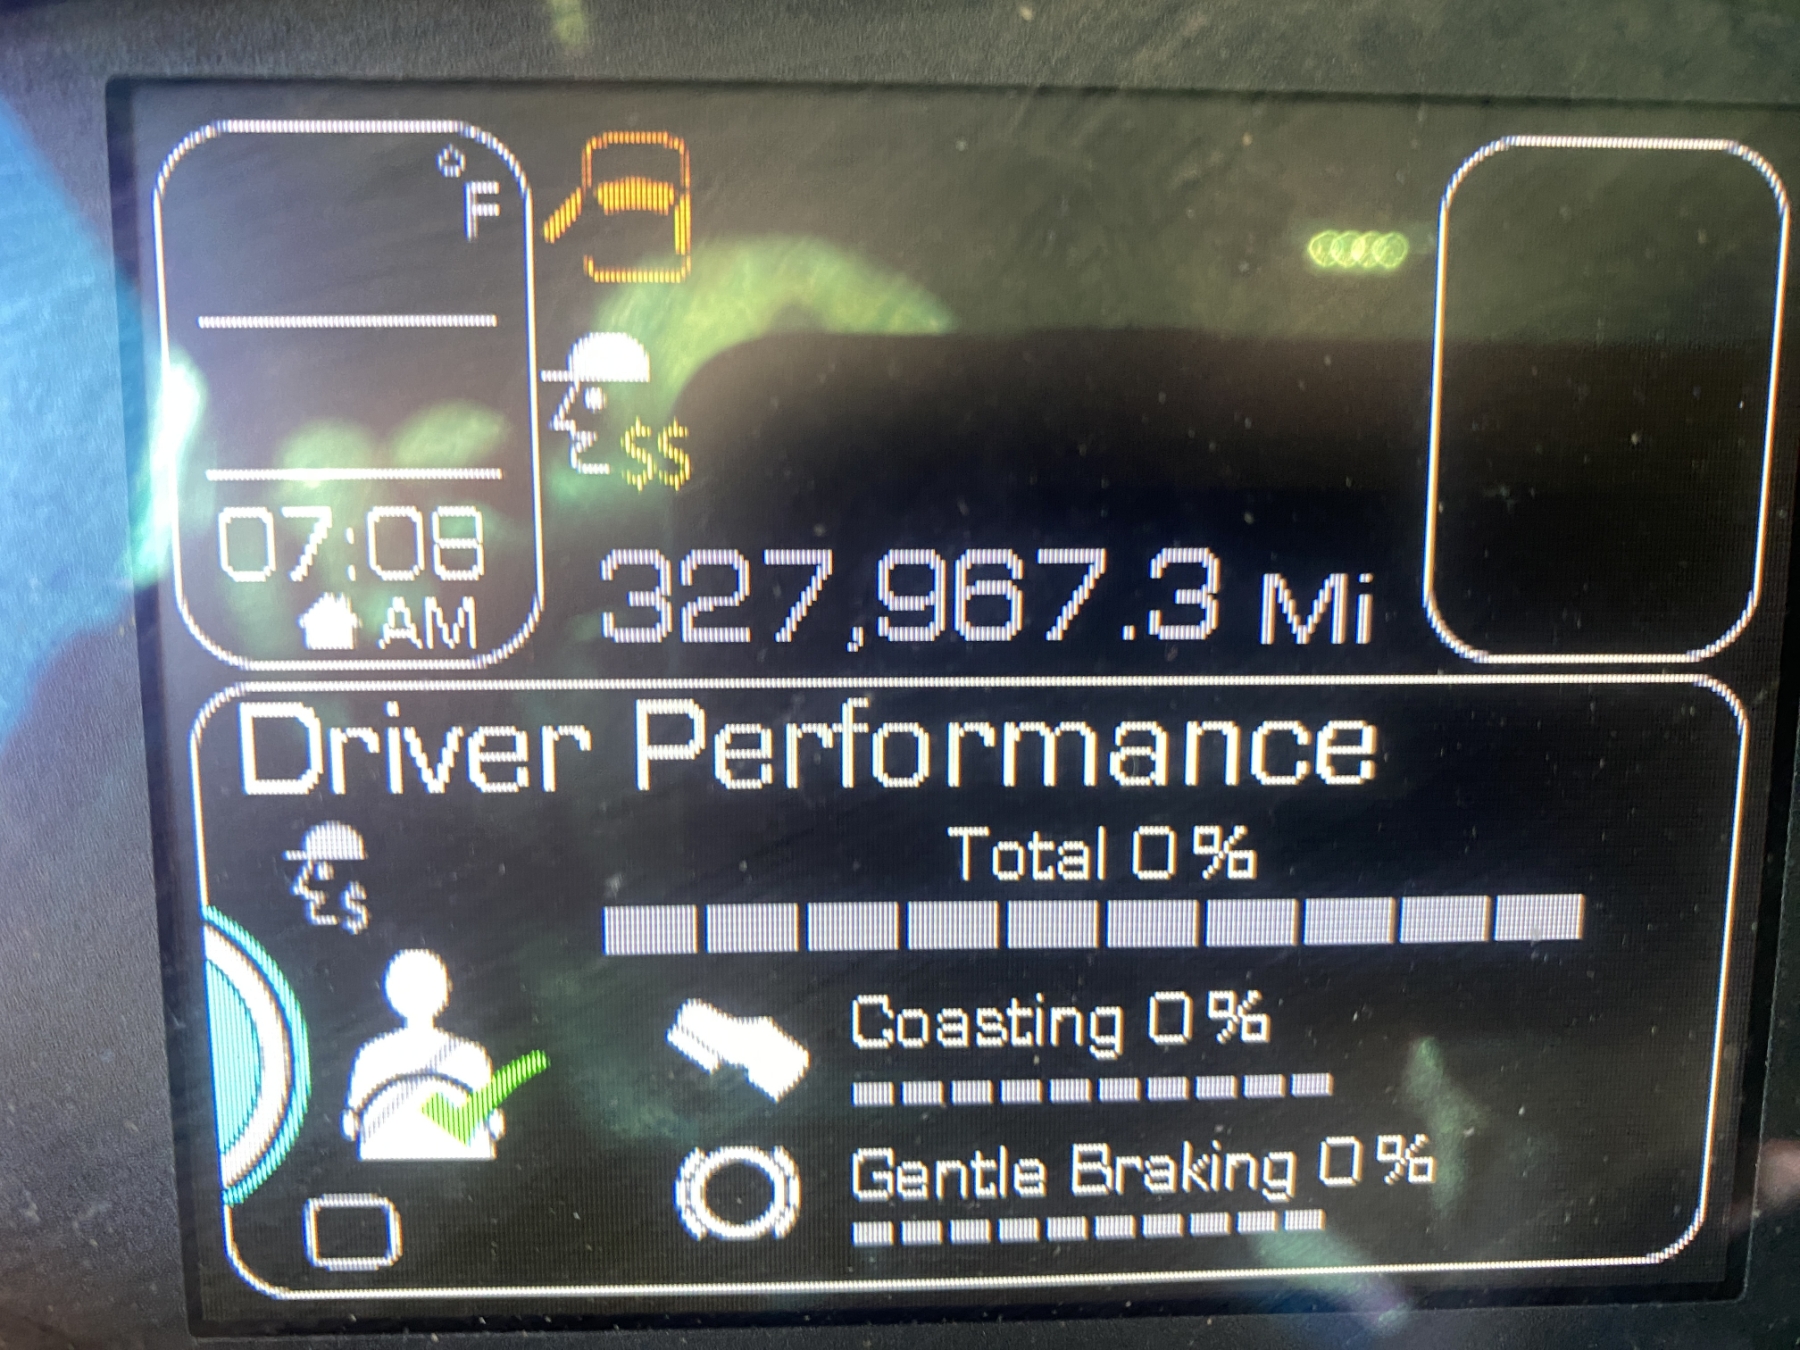 °F
$$
07:08
AM
327,967.3 Mi
Driver Performance
Total 0%
$
Coasting 0%
Gentle Braking 0%